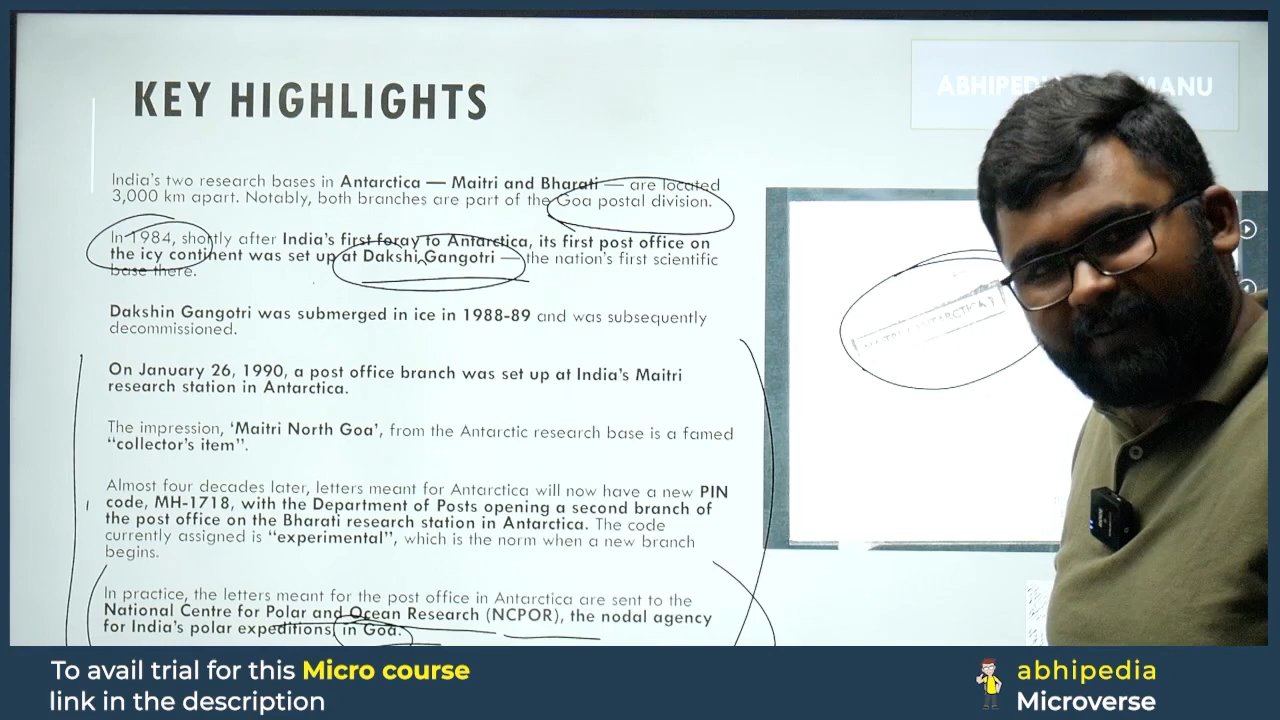 KEY HIGHLIGHTS
India's two research bases in Antarctica — Maitri and Bharati — are located
3,000 km apart. Notably, both branches are part of the Goa postal division.
In 1984, shortly after India's first foray to Antarctica, its first post office on
the icy continent was set up at Dakshi Gangotri — the nation's first scientific
base there.
Dakshin Gangotri was submerged in ice in 1988-89 and was subsequently
decommissioned.
On January 26, 1990, a post office branch was set up at India's Maitri
research station in Antarctica.
The impression, 'Maitri North Goa', from the Antarctic research base is a famed
"collector's item".
Almost four decades later, letters meant for Antarctica will now have a new PIN
code, MH-1718, with the Department of Posts opening a second branch of
the post office on the Bharati research station in Antarctica. The code
currently assigned is "experimental", which is the norm when a new branch
begins.
In practice, the letters meant for the post office in Antarctica are sent to the
National Centre for Polar and Ocean Research (NCPOR), the nodal agency
for India's polar expeditions, in Goa.
To avail trial for this Micro course
link in the description
abhipedia
Microverse